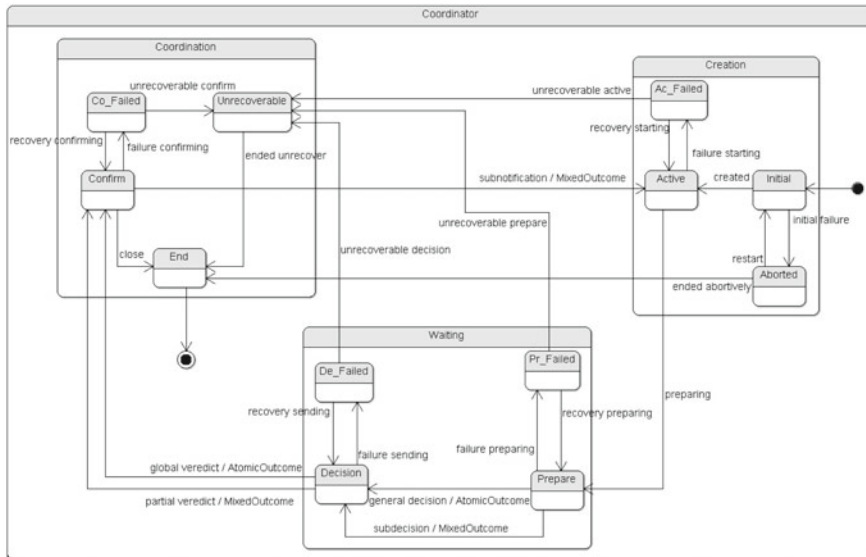 Coordinator
Coordination
Creation
unrecoverable confirm
Co_Failed
Unrecoverable
unrecoverable active
Ac_Failed
recovery starting
recovery confirming
failure confirming
ended unrecover
failure starting
Confirm
subnotification / MixedOutcome
Active
created
Initial
unrecoverable prepare
initial failure
close
End
unrecoverable decision
restart
Aborted
ended abortively
Waiting
De_Failed
Pr_Failed
preparing
recovery sending
recovery preparing
failure sending
failure preparing
global veredict / AtomicOutcome
Decision
Prepare
partial veredict / MixedOutcome
general decision / AtomicOutcome
subdecision / MixedOutcome